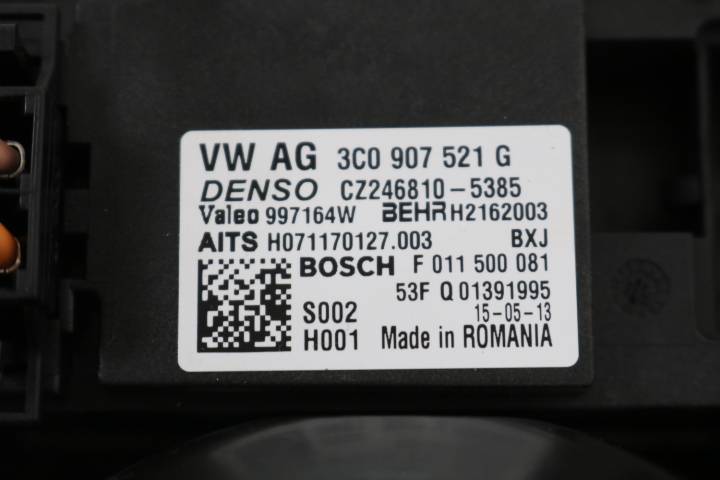 VW AG 3C0 907 521 G
DENSO CZ246810-5385
Valeo 997164W BEHR H2162003
AITS H071170127.003 BXJ
BOSCH F 011 500 081
53F Q 01391995
S002 15-05-13
H001 Made in ROMANIA